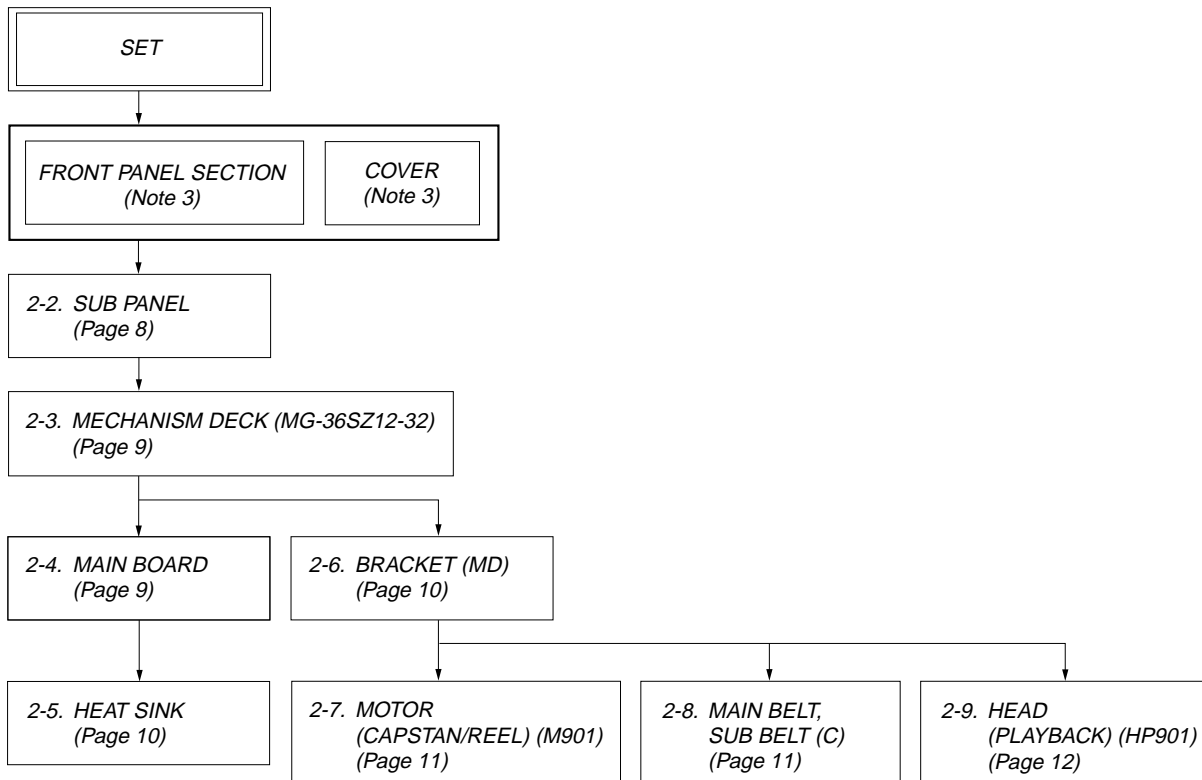 SET
FRONT PANEL SECTION
(Note 3)
COVER
(Note 3)
2-2. SUB PANEL
(Page 8)
2-3. MECHANISM DECK (MG-36SZ12-32)
(Page 9)
2-4. MAIN BOARD
(Page 9)
2-6. BRACKET (MD)
(Page 10)
2-5. HEAT SINK
(Page 10)
2-7. MOTOR
(CAPSTAN/REEL) (M901)
(Page 11)
2-8. MAIN BELT,
SUB BELT (C)
(Page 11)
2-9. HEAD
(PLAYBACK) (HP901)
(Page 12)